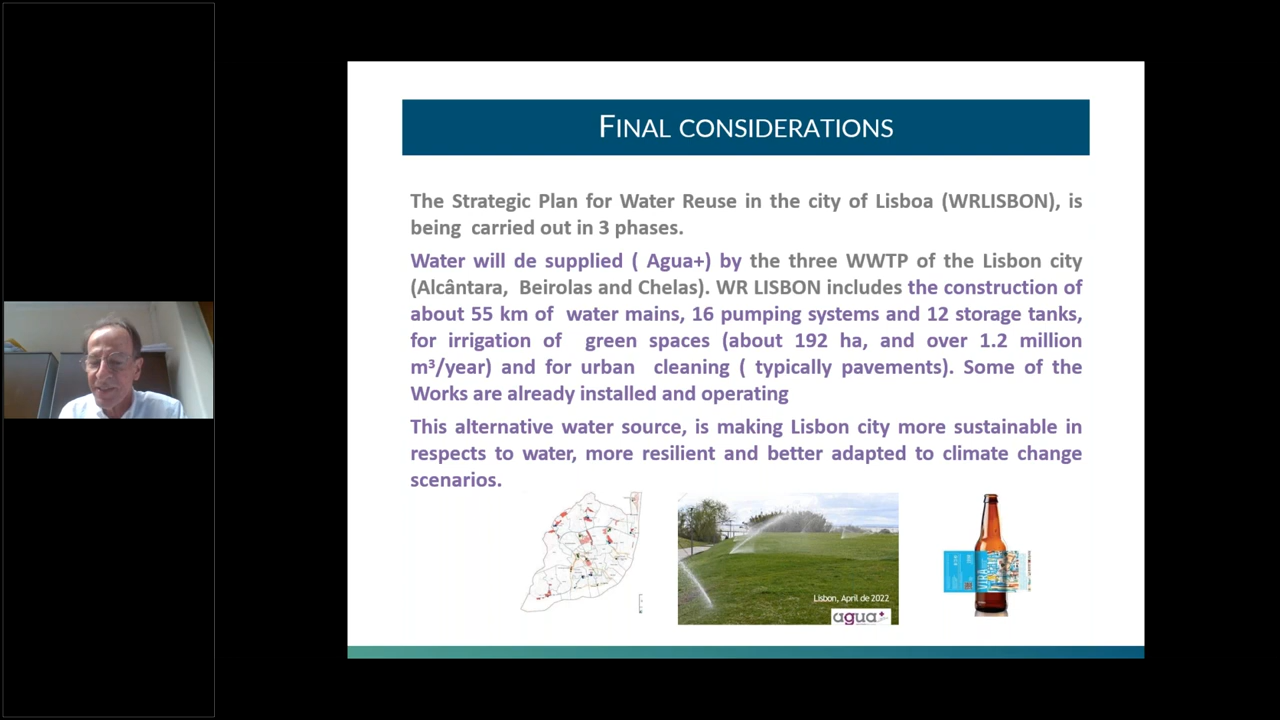 FINAL CONSIDERATIONS
The Strategic Plan for Water Reuse in the city of Lisboa (WRLISBON), is
being carried out in 3 phases.
Water will de supplied ( Agua+) by the three WWTP of the Lisbon city
(Alcântara, Beirolas and Chelas). WR LISBON includes the construction of
about 55 km of water mains, 16 pumping systems and 12 storage tanks,
for irrigation of green spaces (about 192 ha, and over 1.2 million
m³/year) and for urban cleaning ( typically pavements). Some of the
Works are already installed and operating
This alternative water source, is making Lisbon city more sustainable in
respects to water, more resilient and better adapted to climate change
scenarios.
Lisbon, April de 2022
agua+